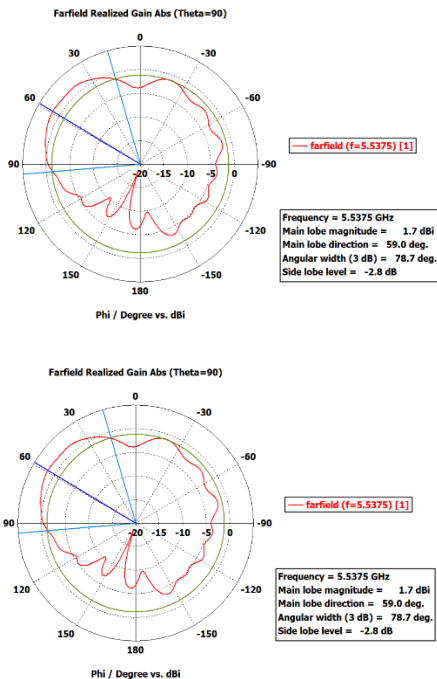 Farfield Realized Gain Abs (Theta=90)
0
30
-30
60
-60
90
-20
-15
-10
-5
0
-90
120
-120
150
-150
180
Phi / Degree vs. dBi
farfield (f=5.5375) [1]
Frequency = 5.5375 GHz
Main lobe magnitude = 1.7 dBi
Main lobe direction = 59.0 deg.
Angular width (3 dB) = 78.7 deg.
Side lobe level = -2.8 dB
Farfield Realized Gain Abs (Theta=90)
0
30
-30
60
-60
90
-20
-15
-10
-5
0
-90
120
-120
150
-150
180
Phi / Degree vs. dBi
farfield (f=5.5375) [1]
Frequency = 5.5375 GHz
Main lobe magnitude = 1.7 dBi
Main lobe direction = 59.0 deg.
Angular width (3 dB) = 78.7 deg.
Side lobe level = -2.8 dB